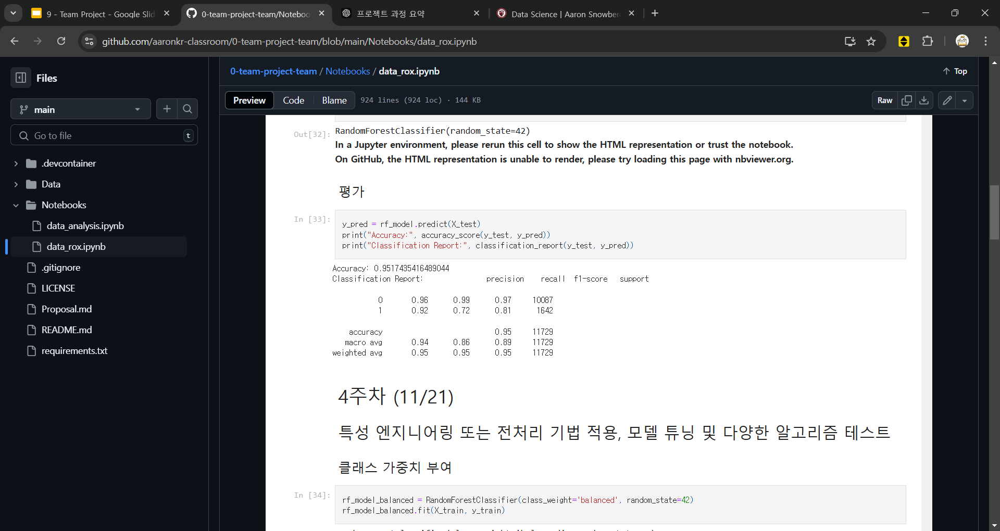 9 - Team Project - Google Slid
0-team-project-team/Noteboo
프로젝트 과정 요약
Data Science | Aaron Snowber
github.com/aaronkr-classroom/0-team-project-team/blob/main/Notebooks/data_rox.ipynb
Files
main
Go to file
t
.devcontainer
Data
Notebooks
data_analysis.ipynb
data_rox.ipynb
.gitignore
LICENSE
Proposal.md
README.md
requirements.txt
0-team-project-team / Notebooks / data_rox.ipynb
Top
Preview Code Blame 924 lines (924 loc) · 144 KB
Raw
Out[32]: RandomForestClassifier(random_state=42)
In a Jupyter environment, please rerun this cell to show the HTML representation or trust the notebook.
On GitHub, the HTML representation is unable to render, please try loading this page with nbviewer.org.
평가
In [33]:
y_pred = rf_model.predict(X_test)
print("Accuracy:", accuracy_score(y_test, y_pred))
print("Classification Report:", classification_report(y_test, y_pred))
Accuracy: 0.9517435416489044
Classification Report: precision recall f1-score support
0 0.96 0.99 0.97 10087
1 0.92 0.72 0.81 1642
accuracy 0.95 11729
macro avg 0.94 0.86 0.89 11729
weighted avg 0.95 0.95 0.95 11729
4주차 (11/21)
특성 엔지니어링 또는 전처리 기법 적용, 모델 튜닝 및 다양한 알고리즘 테스트
클래스 가중치 부여
In [34]:
rf_model_balanced = RandomForestClassifier(class_weight='balanced', random_state=42)
rf_model_balanced.fit(X_train, y_train)